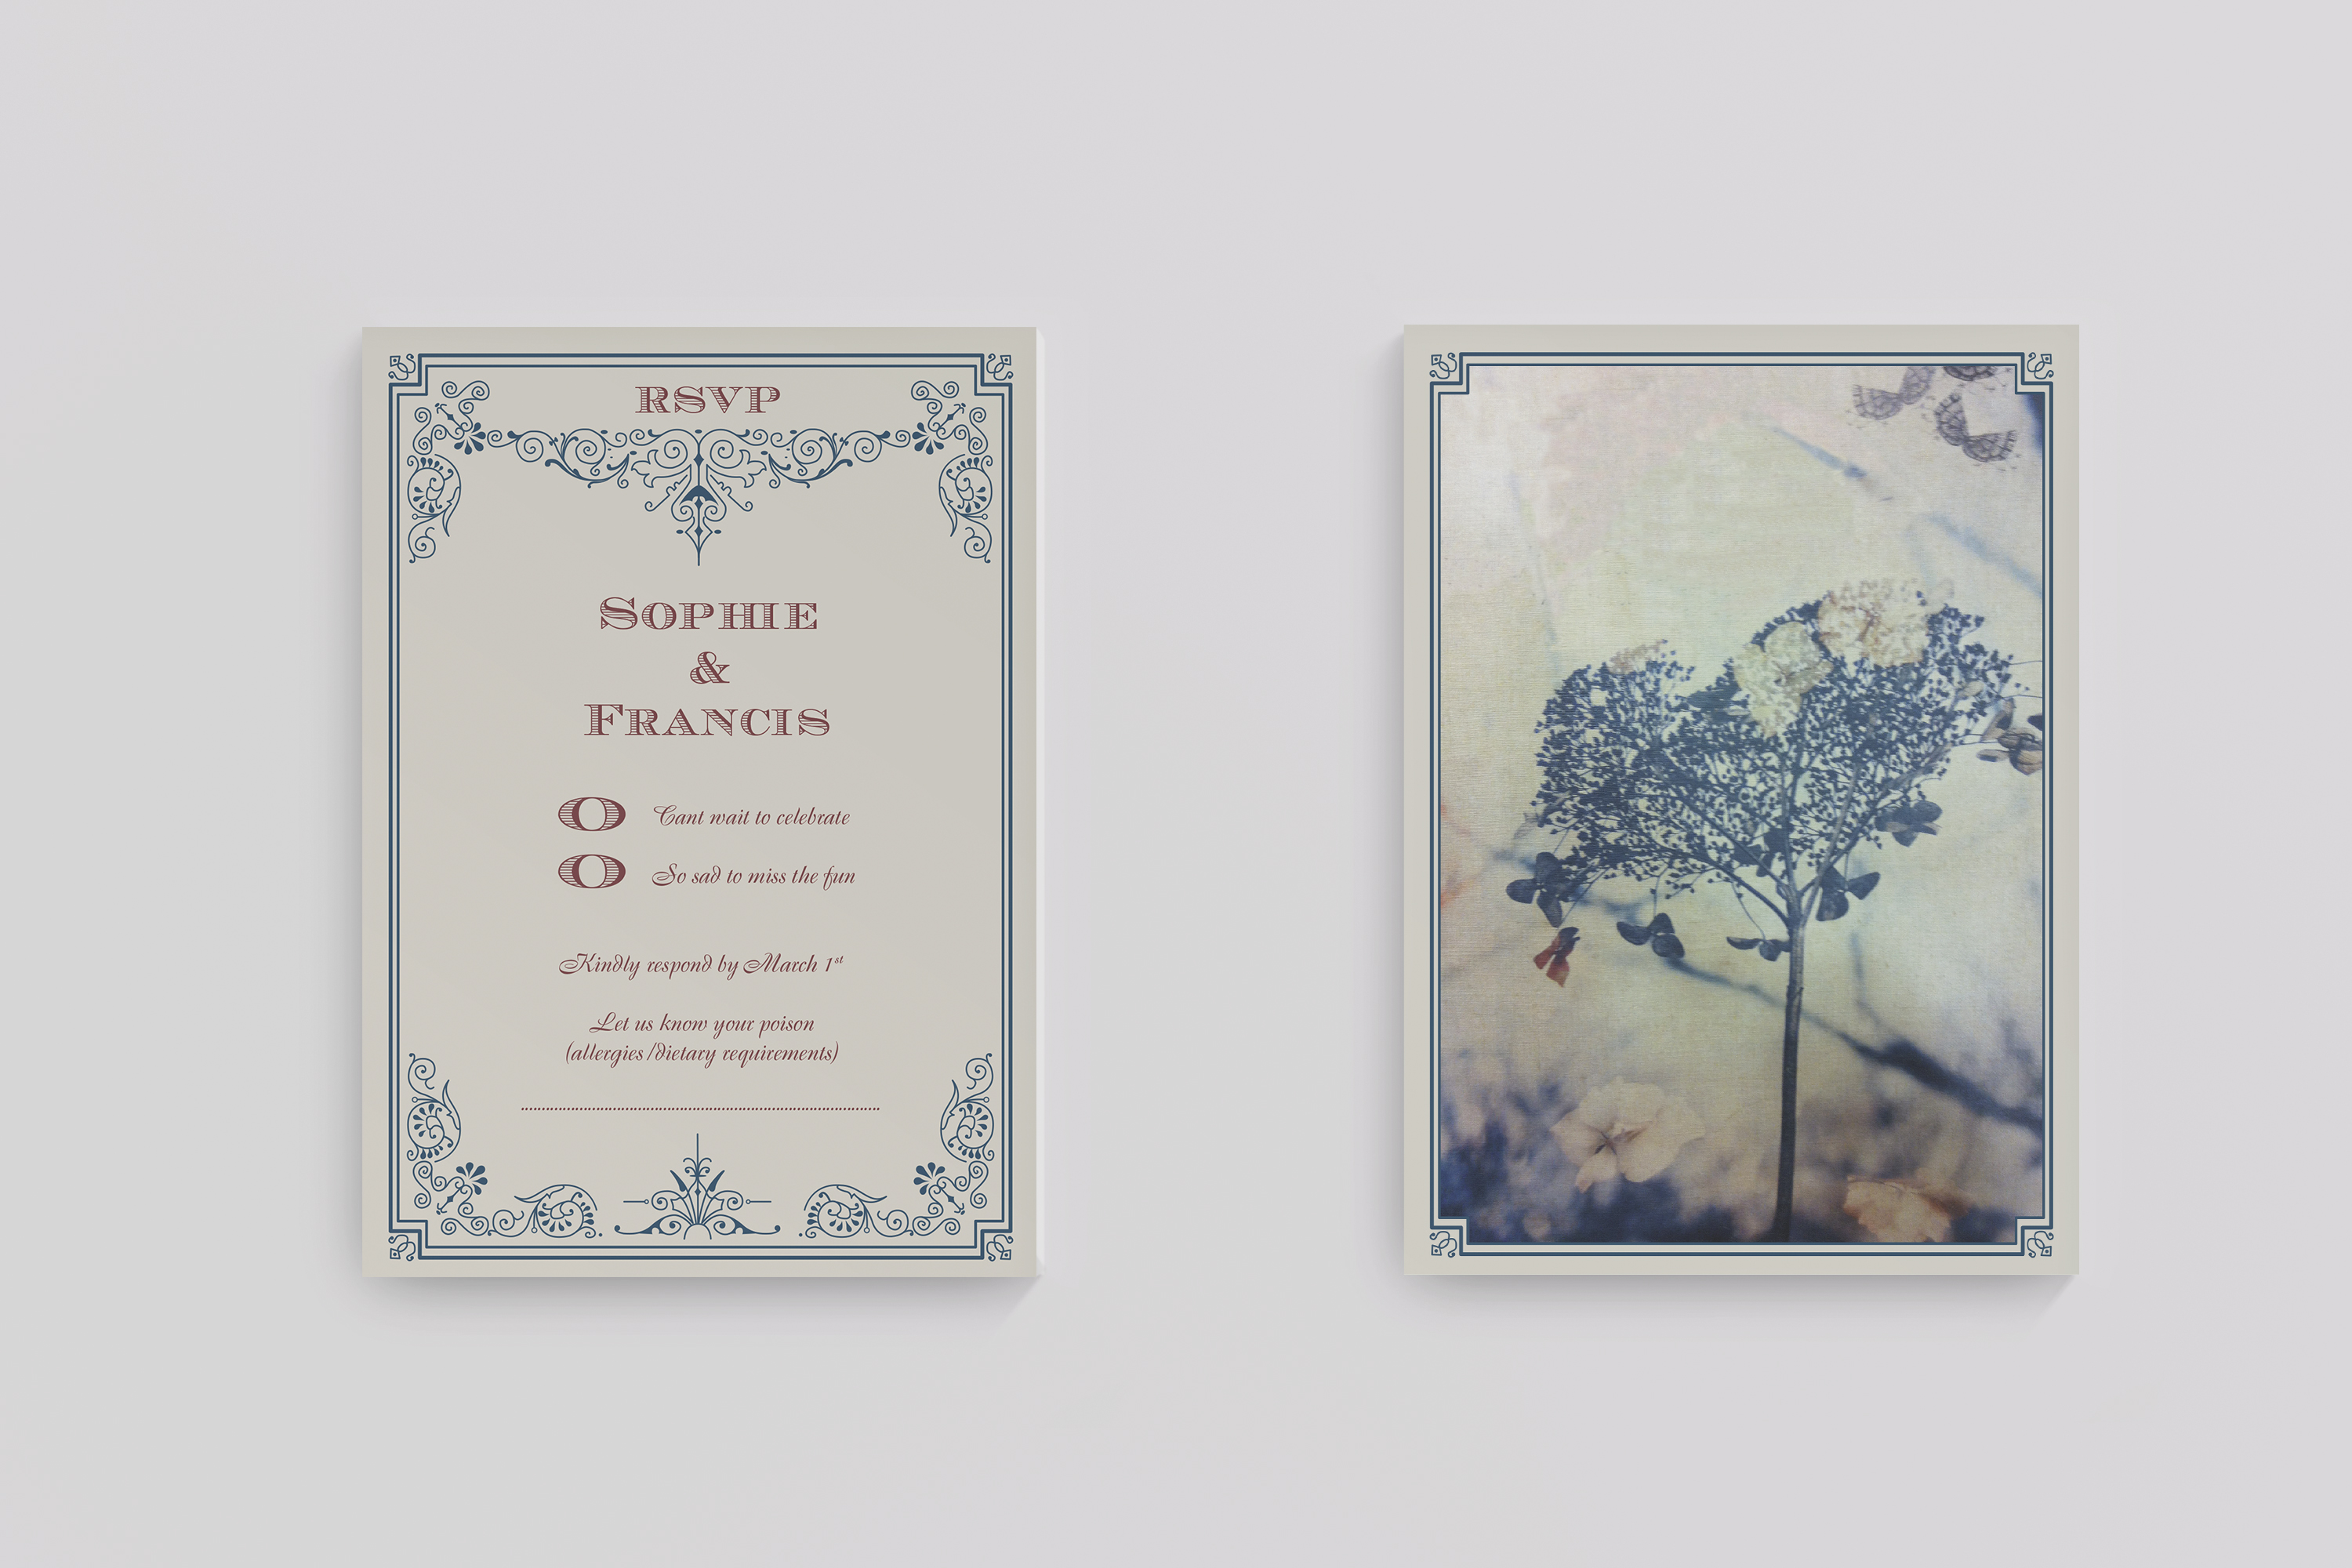 RSVP
Sophie
&
Francis
O Cant wait to celebrate
O So sad to miss the fun
Kindly respond by March 1st
Let us know your poison
(allergies/dietary requirements)